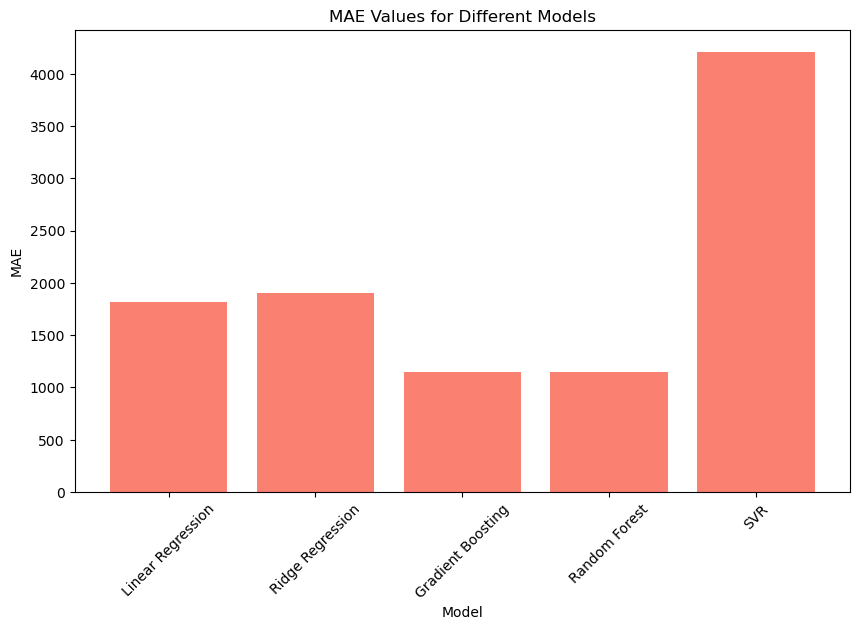 MAE Values for Different Models
MAE
4000
3500
3000
2500
2000
1500
1000
500
0
Linear Regression
Ridge Regression
Gradient Boosting
Random Forest
SVR
Model